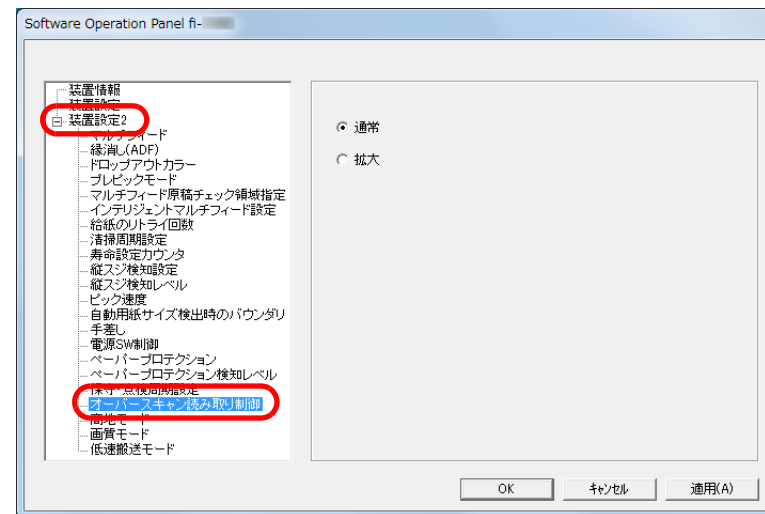 Software Operation Panel fi-
装置情報
装置設定
装置設定2
マルチフィード
縁消し(ADF)
ドロップアウトカラー
プレピックモード
マルチフィード原稿チェック領域指定
インテリジェントマルチフィード設定
給紙のリトライ回数
清掃周期設定
寿命設定カウンタ
縦スジ検知設定
縦スジ検知レベル
ピック速度
自動用紙サイズ検出時のバウンダリ
手差し
電源SW制御
ペーパープロテクション
ペーパープロテクション検知レベル
保守・点検周期設定
オーバースキャン読み取り制御
高地モード
画質モード
低速搬送モード
通常
拡大
OK
キャンセル
適用(A)